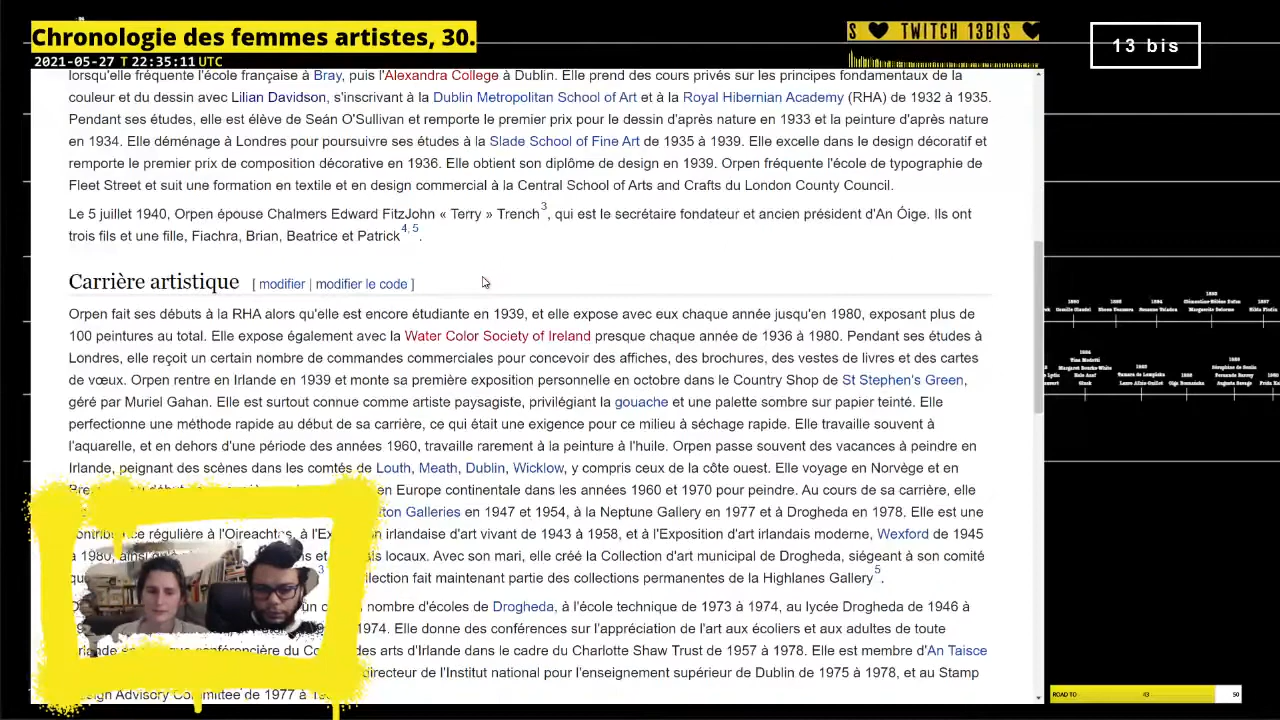 Chronologie des femmes artistes, 30.
2021-05-27 T 22:35:11 UTC
S TWITCH 13BIS
13 bis
lorsqu'elle fréquente l'école française à Bray, puis l'Alexandra College à Dublin. Elle prend des cours privés sur les principes fondamentaux de la
couleur et du dessin avec Lilian Davidson, s'inscrivant à la Dublin Metropolitan School of Art et à la Royal Hibernian Academy (RHA) de 1932 à 1935.
Pendant ses études, elle est élève de Seán O'Sullivan et remporte le premier prix pour le dessin d'après nature en 1933 et la peinture d'après nature
en 1934. Elle déménage à Londres pour poursuivre ses études à la Slade School of Fine Art de 1935 à 1939. Elle excelle dans le design décoratif et
remporte le premier prix de composition décorative en 1936. Elle obtient son diplôme de design en 1939. Orpen fréquente l'école de typographie de
Fleet Street et suit une formation en textile et en design commercial à la Central School of Arts and Crafts du London County Council.
Le 5 juillet 1940, Orpen épouse Chalmers Edward FitzJohn « Terry » Trench3, qui est le secrétaire fondateur et ancien président d'An Óige. Ils ont
trois fils et une fille, Fiachra, Brian, Beatrice et Patrick4, 5.
Carrière artistique [ modifier | modifier le code ]
Orpen fait ses débuts à la RHA alors qu'elle est encore étudiante en 1939, et elle expose avec eux chaque année jusqu'en 1980, exposant plus de
100 peintures au total. Elle expose également avec la Water Color Society of Ireland presque chaque année de 1936 à 1980. Pendant ses études à
Londres, elle reçoit un certain nombre de commandes commerciales pour concevoir des affiches, des brochures, des vestes de livres et des cartes
de vœux. Orpen rentre en Irlande en 1939 et monte sa première exposition personnelle en octobre dans le Country Shop de St Stephen's Green,
géré par Muriel Gahan. Elle est surtout connue comme artiste paysagiste, privilégiant la gouache et une palette sombre sur papier teinté. Elle
perfectionne une méthode rapide au début de sa carrière, ce qui était une exigence pour ce milieu à séchage rapide. Elle travaille souvent à
l'aquarelle, et en dehors d'une période des années 1960, travaille rarement à la peinture à l'huile. Orpen passe souvent des vacances à peindre en
Irlande, peignant des scènes dans les comtés de Louth, Meath, Dublin, Wicklow, y compris ceux de la côte ouest. Elle voyage en Norvège et en
en Europe continentale dans les années 1960 et 1970 pour peindre. Au cours de sa carrière, elle
ton Galleries en 1947 et 1954, à la Neptune Gallery en 1977 et à Drogheda en 1978. Elle est une
régulière à l'Oireachtas, à l'Ex n irlandaise d'art vivant de 1943 à 1958, et à l'Exposition d'art irlandais moderne, Wexford de 1945
à 1980, ainsi locaux. Avec son mari, elle créé la Collection d'art municipal de Drogheda, siégeant à son comité
3 llection fait maintenant partie des collections permanentes de la Highlanes Gallery5.
nombre d'écoles de Drogheda, à l'école technique de 1973 à 1974, au lycée Drogheda de 1946 à
1974. Elle donne des conférences sur l'appréciation de l'art aux écoliers et aux adultes de toute
conférencière du Co des arts d'Irlande dans le cadre du Charlotte Shaw Trust de 1957 à 1978. Elle est membre d'An Taisce
directeur de l'Institut national pour l'enseignement supérieur de Dublin de 1975 à 1978, et au Stamp
Advisory Committee de 1977 à
ROAD TO
50